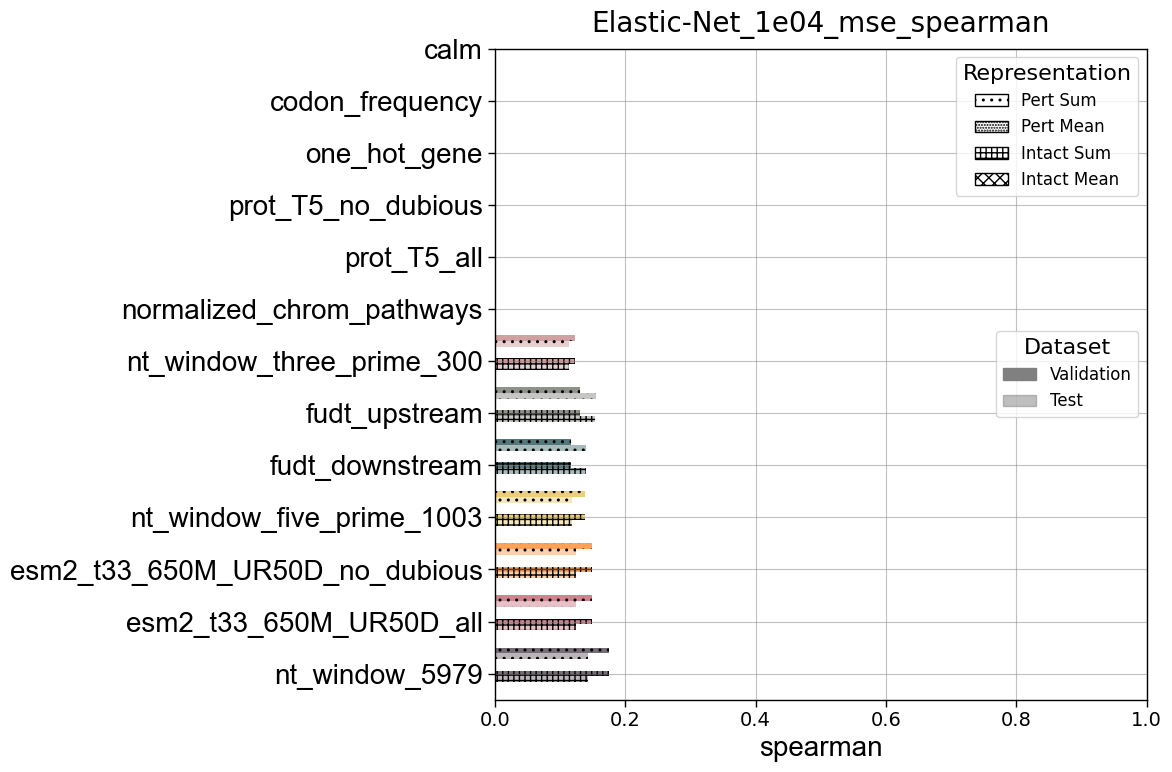 Elastic-Net_1e04_mse_spearman
calm
codon_frequency
one_hot_gene
prot_T5_no_dubious
prot_T5_all
normalized_chrom_pathways
nt_window_three_prime_300
fudt_upstream
fudt_downstream
nt_window_five_prime_1003
esm2_t33_650M_UR50D_no_dubious
esm2_t33_650M_UR50D_all
nt_window_5979
Representation
Pert Sum
Pert Mean
Intact Sum
Intact Mean
Dataset
Validation
Test
0.0 0.2 0.4 0.6 0.8 1.0
spearman